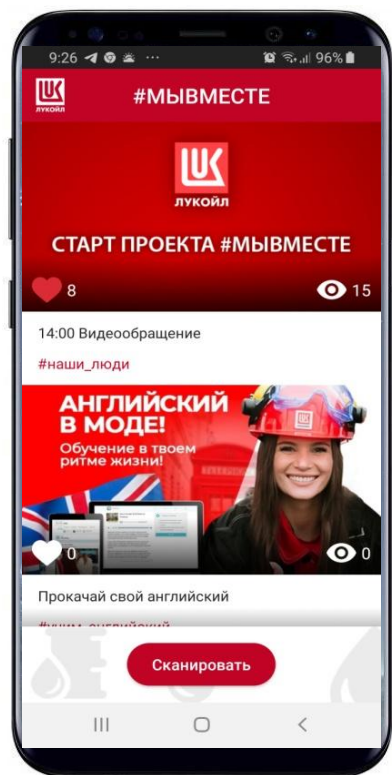 9:26 ... 96%
ЛУКОЙЛ
#МЫВМЕСТЕ
ЛУКОЙЛ
СТАРТ ПРОЕКТА #МЫВМЕСТЕ
8 15
14:00 Видеообращение
#наши_люди
АНГЛИЙСКИЙ
В МОДЕ!
Обучение в твоем
ритме жизни!
0 0
Прокачай свой английский
#учим_английский
Сканировать